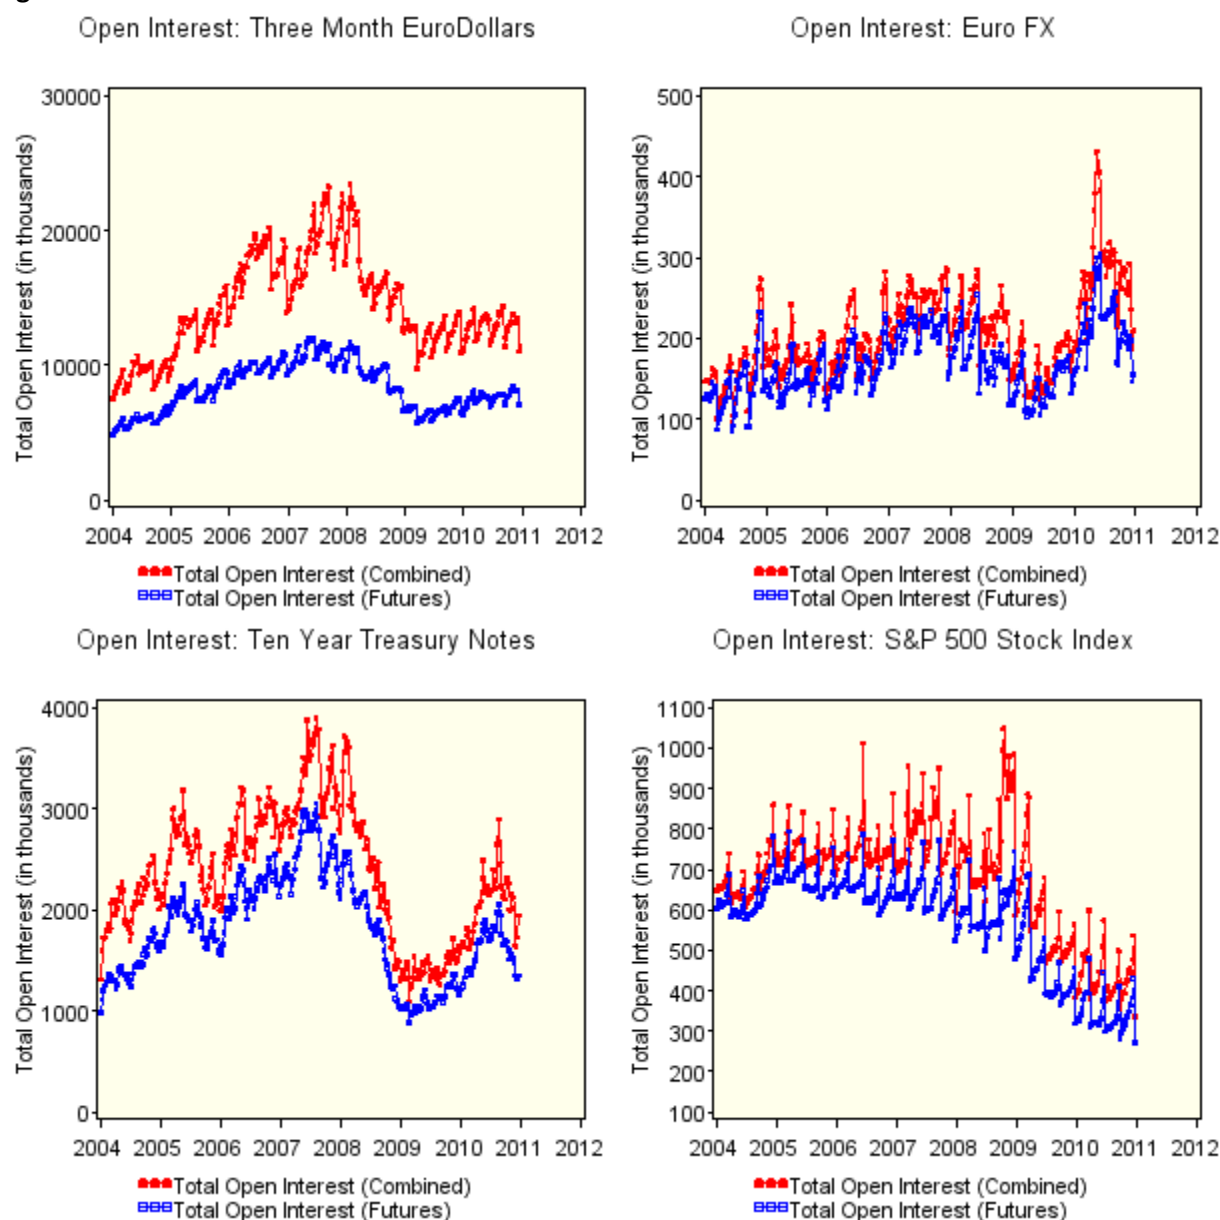 Open Interest: Three Month EuroDollars
Total Open Interest (in thousands)
30000
20000
10000
0
2004 2005 2006 2007 2008 2009 2010 2011 2012
Total Open Interest (Combined)
Total Open Interest (Futures)
Open Interest: Euro FX
Total Open Interest (in thousands)
500
400
300
200
100
0
2004 2005 2006 2007 2008 2009 2010 2011 2012
Total Open Interest (Combined)
Total Open Interest (Futures)
Open Interest: Ten Year Treasury Notes
Total Open Interest (in thousands)
4000
3000
2000
1000
0
2004 2005 2006 2007 2008 2009 2010 2011 2012
Total Open Interest (Combined)
Total Open Interest (Futures)
Open Interest: S&P 500 Stock Index
Total Open Interest (in thousands)
1100
1000
900
800
700
600
500
400
300
200
100
2004 2005 2006 2007 2008 2009 2010 2011 2012
Total Open Interest (Combined)
Total Open Interest (Futures)